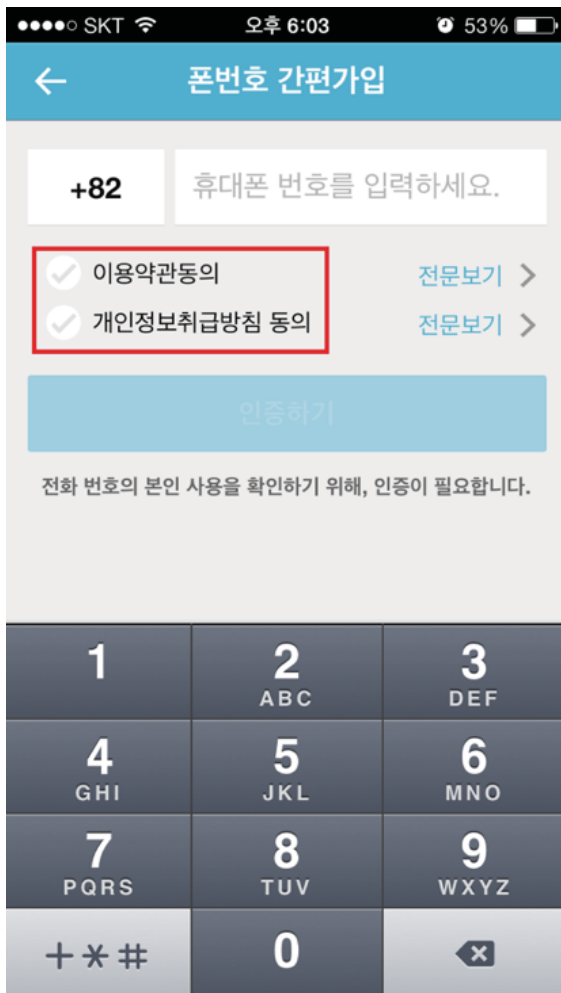 SKT 오후 6:03 53%
폰번호 간편가입
+82 휴대폰 번호를 입력하세요.
이용약관동의 전문보기
개인정보취급방침 동의 전문보기
인증하기
전화 번호의 본인 사용을 확인하기 위해, 인증이 필요합니다.
1 2 3
ABC DEF
4 5 6
GHI JKL MNO
7 8 9
PQRS TUV WXYZ
+*# 0